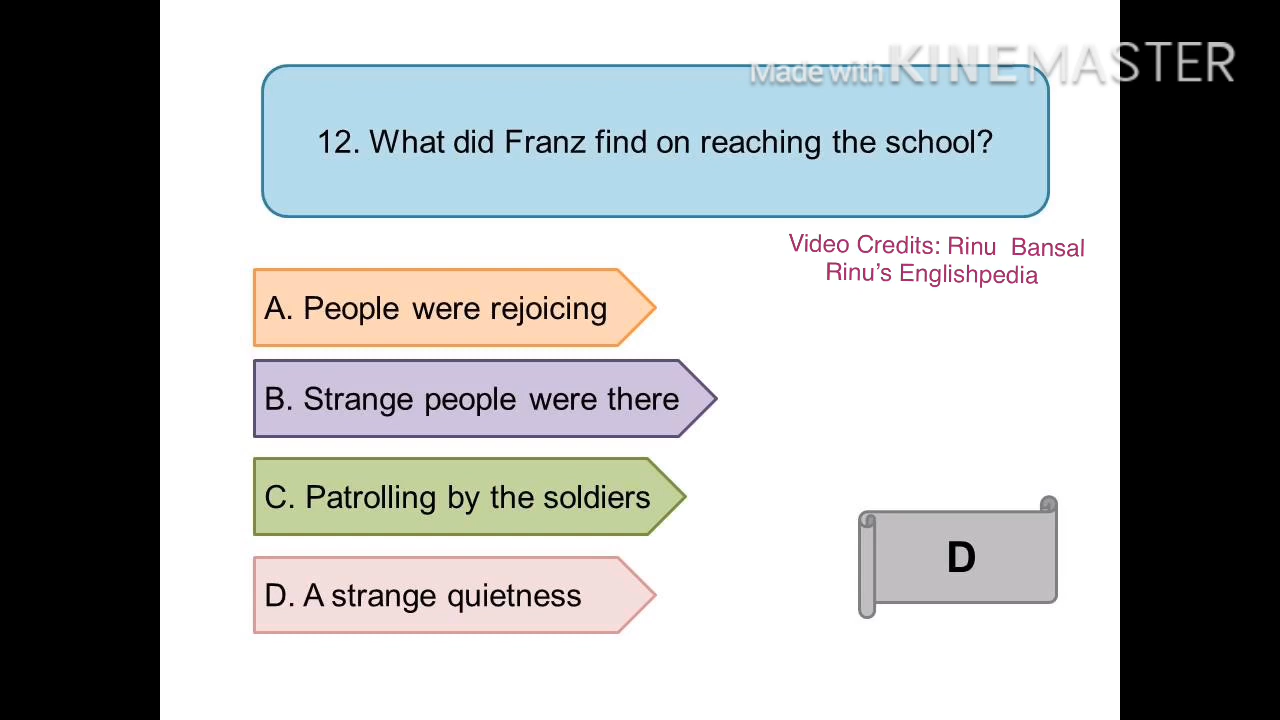 Made with KINEMASTER
12. What did Franz find on reaching the school?
Video Credits: Rinu Bansal
Rinu’s Englishpedia
A. People were rejoicing
B. Strange people were there
C. Patrolling by the soldiers
D. A strange quietness
D